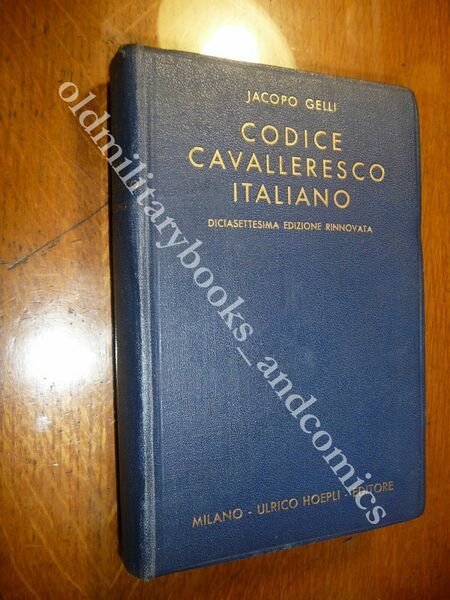 JACOPO GELLI
CODICE
CAVALLERESCO
ITALIANO
DICIASETTESIMA EDIZIONE RINNOVATA
MILANO - ULRICO HOEPLI - EDITORE
oldmilitarybooks_andcomics